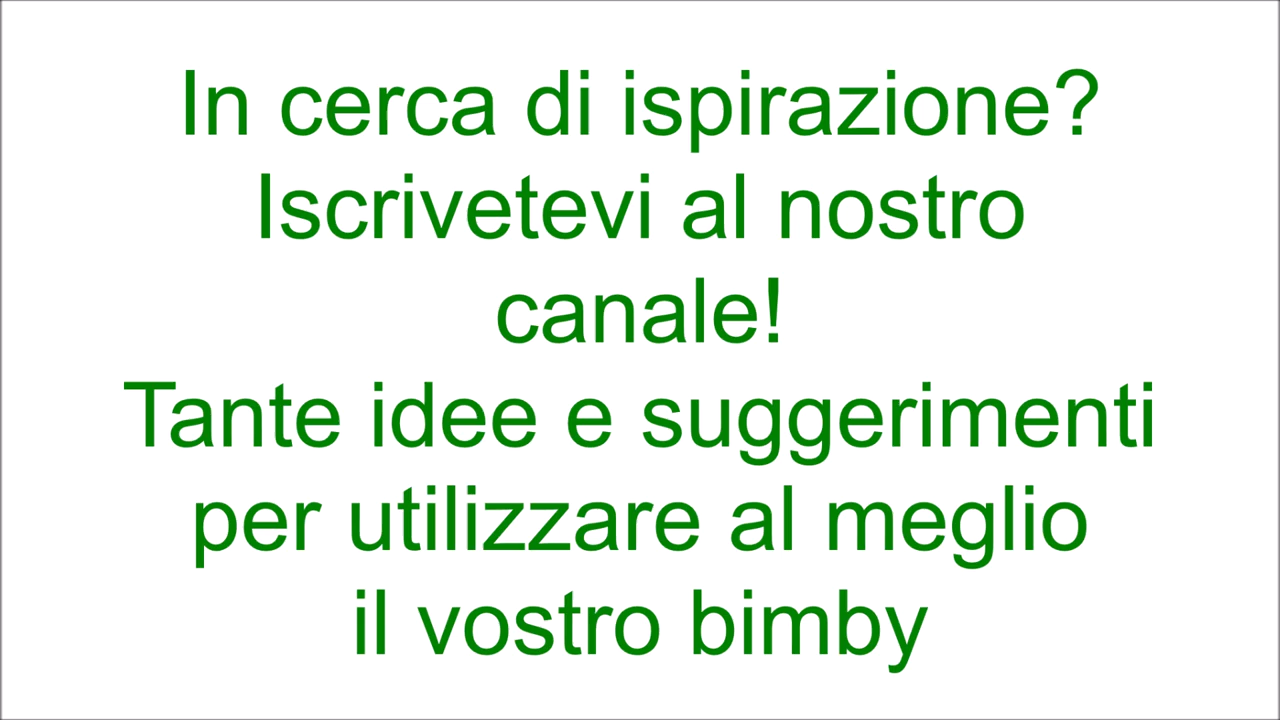 In cerca di ispirazione?
Iscrivetevi al nostro
canale!
Tante idee e suggerimenti
per utilizzare al meglio
il vostro bimby